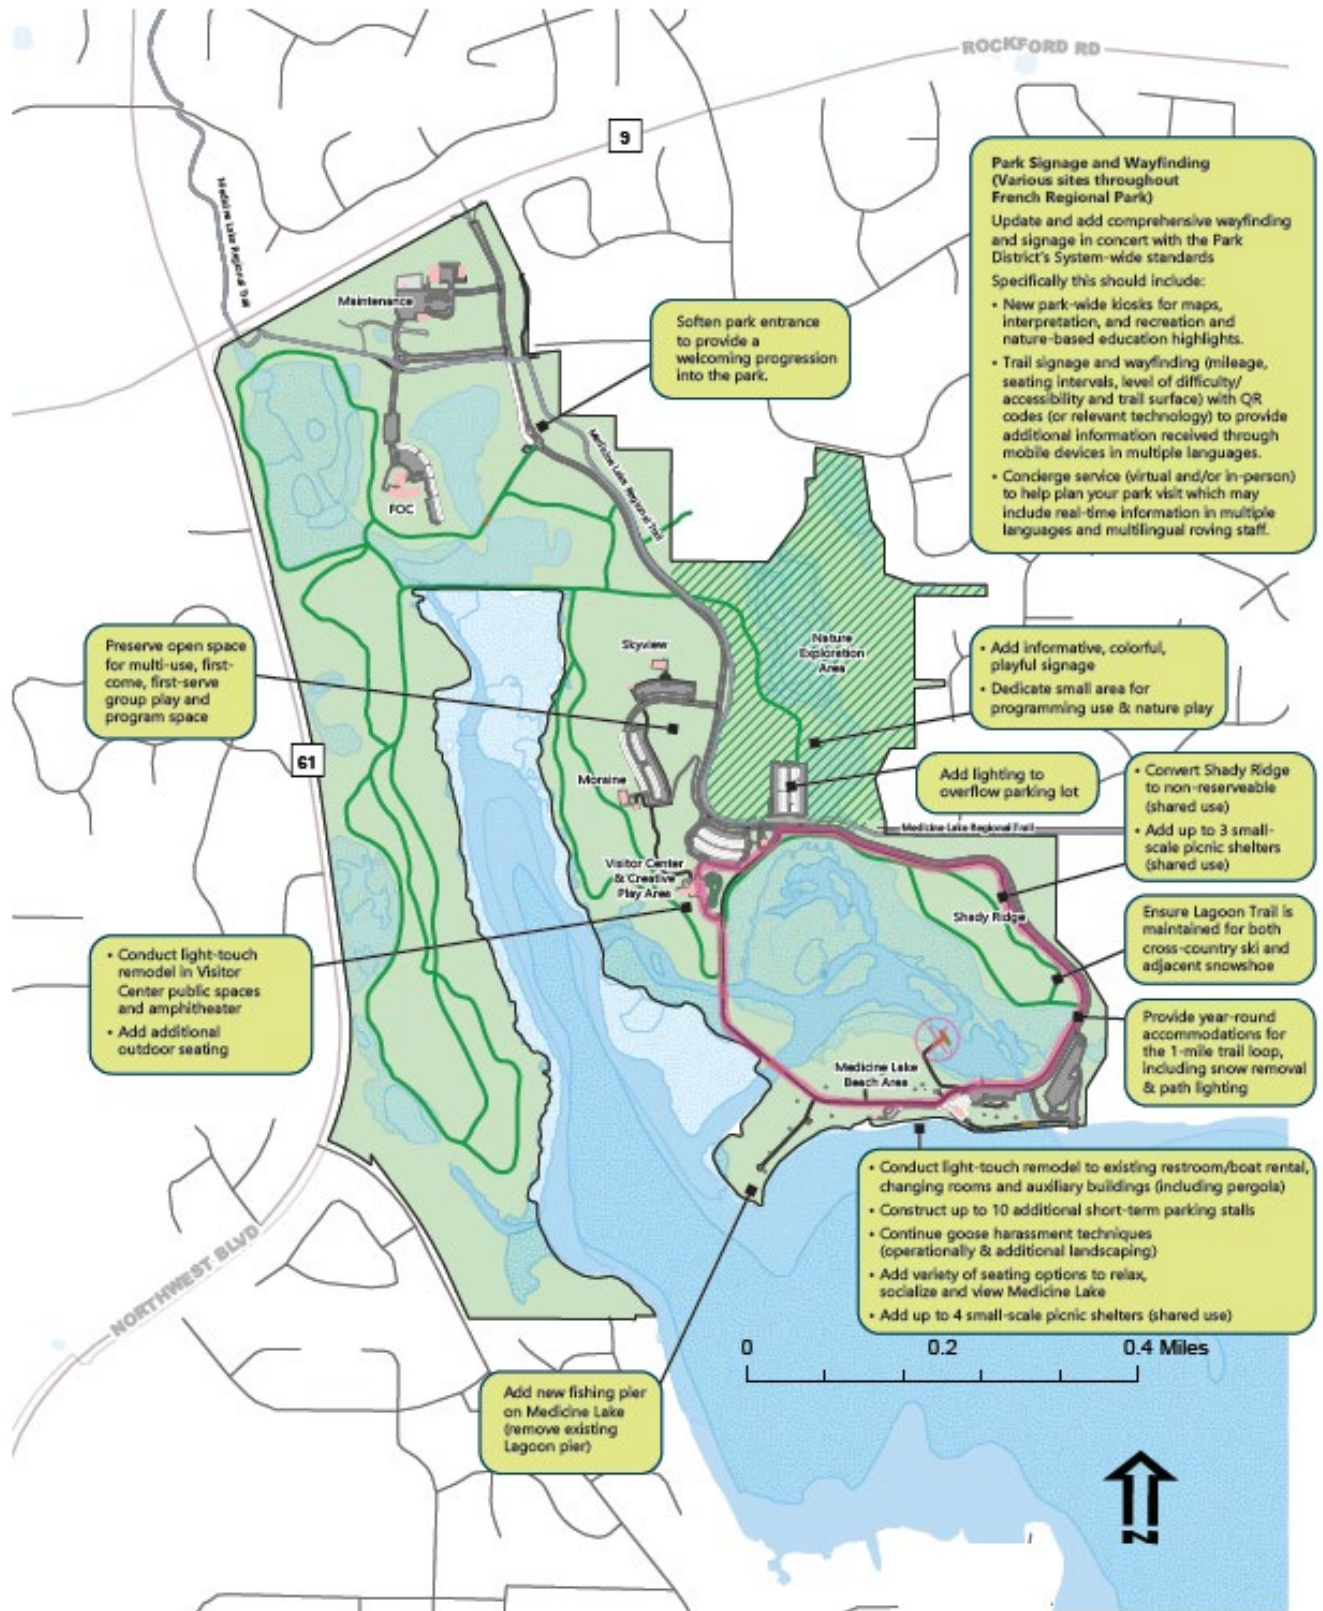 ROCKFORD RD
9
Park Signage and Wayfinding
(Various sites throughout
French Regional Park)
Update and add comprehensive wayfinding
and signage in concert with the Park
District's System-wide standards
Specifically this should include:
• New park-wide kiosks for maps,
interpretation, and recreation and
nature-based education highlights.
• Trail signage and wayfinding (mileage,
seating intervals, level of difficulty/
accessibility and trail surface) with QR
codes (or relevant technology) to provide
additional information received through
mobile devices in multiple languages.
• Concierge service (virtual and/or in-person)
to help plan your park visit which may
include real-time information in multiple
languages and multilingual roving staff.
Medicine Lake Regional Trail
Maintenance
Soften park entrance
to provide a
welcoming progression
into the park.
Medicine Lake Regional Trail
FOC
Preserve open space
for multi-use, first-
come, first-serve
group play and
program space
Skyview
Nature
Exploration
Area
• Add informative, colorful,
playful signage
• Dedicate small area for
programming use & nature play
61
Moraine
Add lighting to
overflow parking lot
• Convert Shady Ridge
to non-reserveable
(shared use)
• Add up to 3 small-
scale picnic shelters
(shared use)
Medicine Lake Regional Trail
Visitor Center
& Creative
Play Area
Shady Ridge
Ensure Lagoon Trail is
maintained for both
cross-country ski and
adjacent snowshoe
• Conduct light-touch
remodel in Visitor
Center public spaces
and amphitheater
• Add additional
outdoor seating
Provide year-round
accommodations for
the 1-mile trail loop,
including snow removal
& path lighting
Medicine Lake
Beach Area
• Conduct light-touch remodel to existing restroom/boat rental,
changing rooms and auxiliary buildings (including pergola)
• Construct up to 10 additional short-term parking stalls
• Continue goose harassment techniques
(operationally & additional landscaping)
• Add variety of seating options to relax,
socialize and view Medicine Lake
• Add up to 4 small-scale picnic shelters (shared use)
NORTHWEST BLVD
0 0.2 0.4 Miles
Add new fishing pier
on Medicine Lake
(remove existing
Lagoon pier)
N